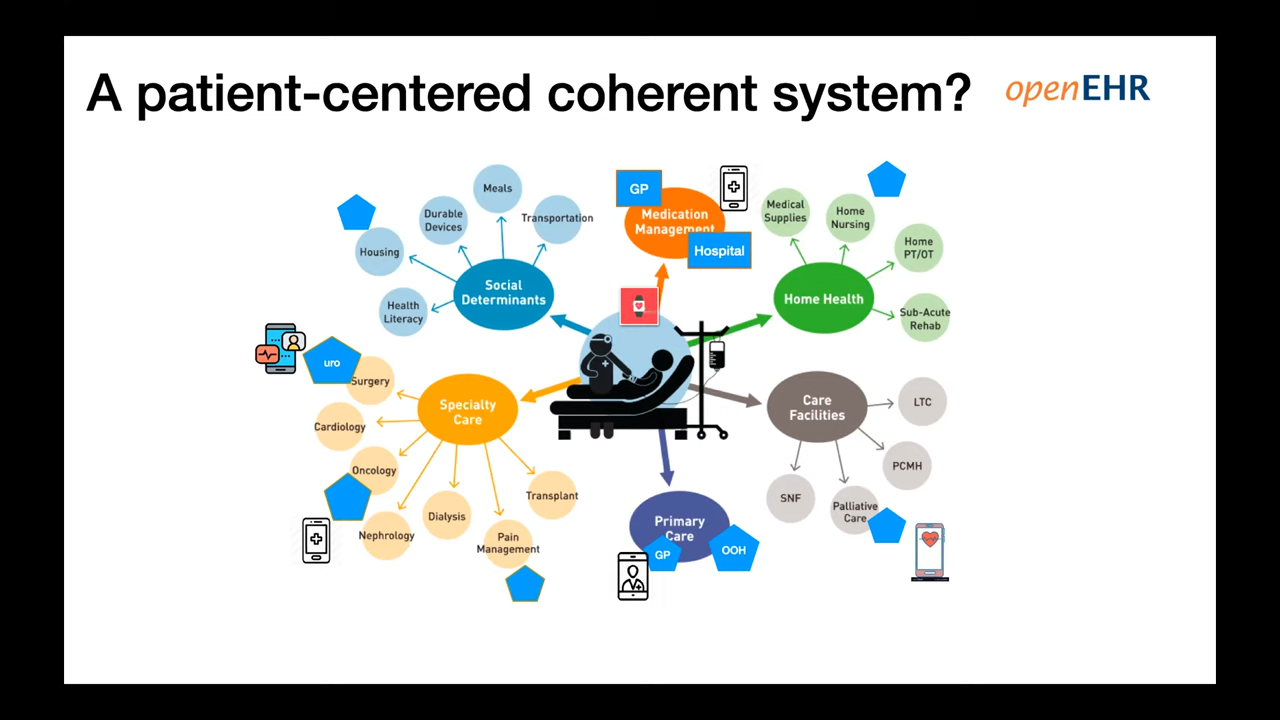 A patient-centered coherent system?
openEHR
Meals
Durable
Devices
Transportation
Housing
Health
Literacy
Social
Determinants
GP
Medication
Management
Hospital
Medical
Supplies
Home
Nursing
Home
PT/OT
Sub-Acute
Rehab
Home Health
uro
Surgery
Cardiology
Oncology
Nephrology
Dialysis
Pain
Management
Transplant
Specialty
Care
Care
Facilities
LTC
PCMH
SNF
Palliative
Care
Primary
Care
GP
OOH